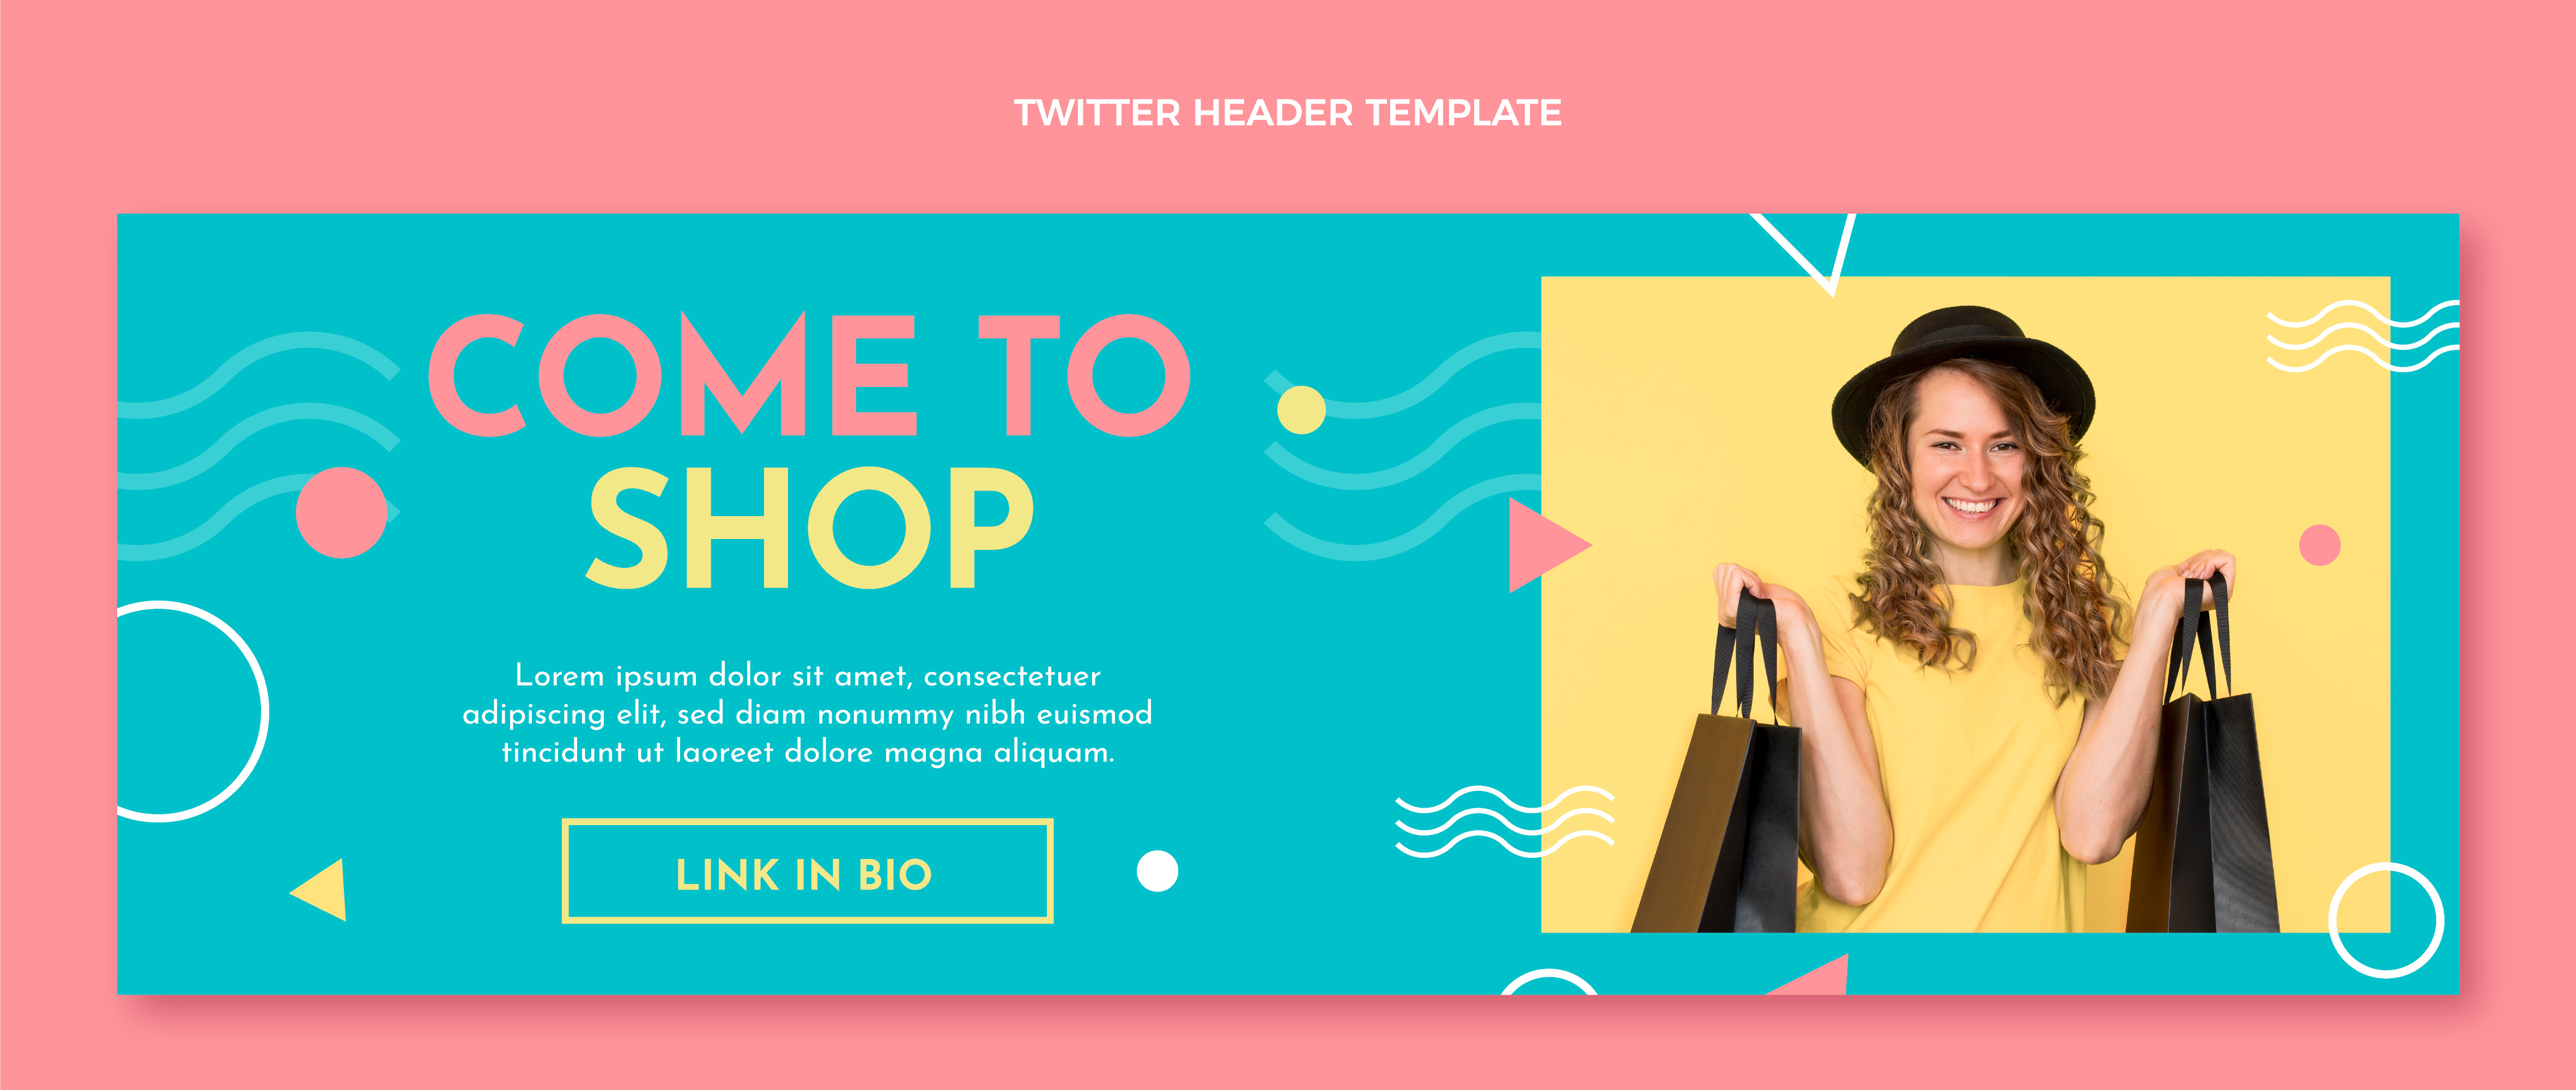 TWITTER HEADER TEMPLATE
COME TO
SHOP
Lorem ipsum dolor sit amet, consectetuer
adipiscing elit, sed diam nonummy nibh euismod
tincidunt ut laoreet dolore magna aliquam.
LINK IN BIO